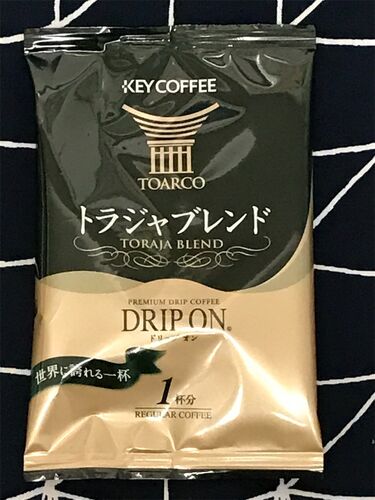 KEY COFFEE
TOARCO
トラジャブレンド
TORAJA BLEND
PREMIUM DRIP COFFEE
DRIP ON®
ドリップ オン
世界に誇れる一杯
1杯分
REGULAR COFFEE